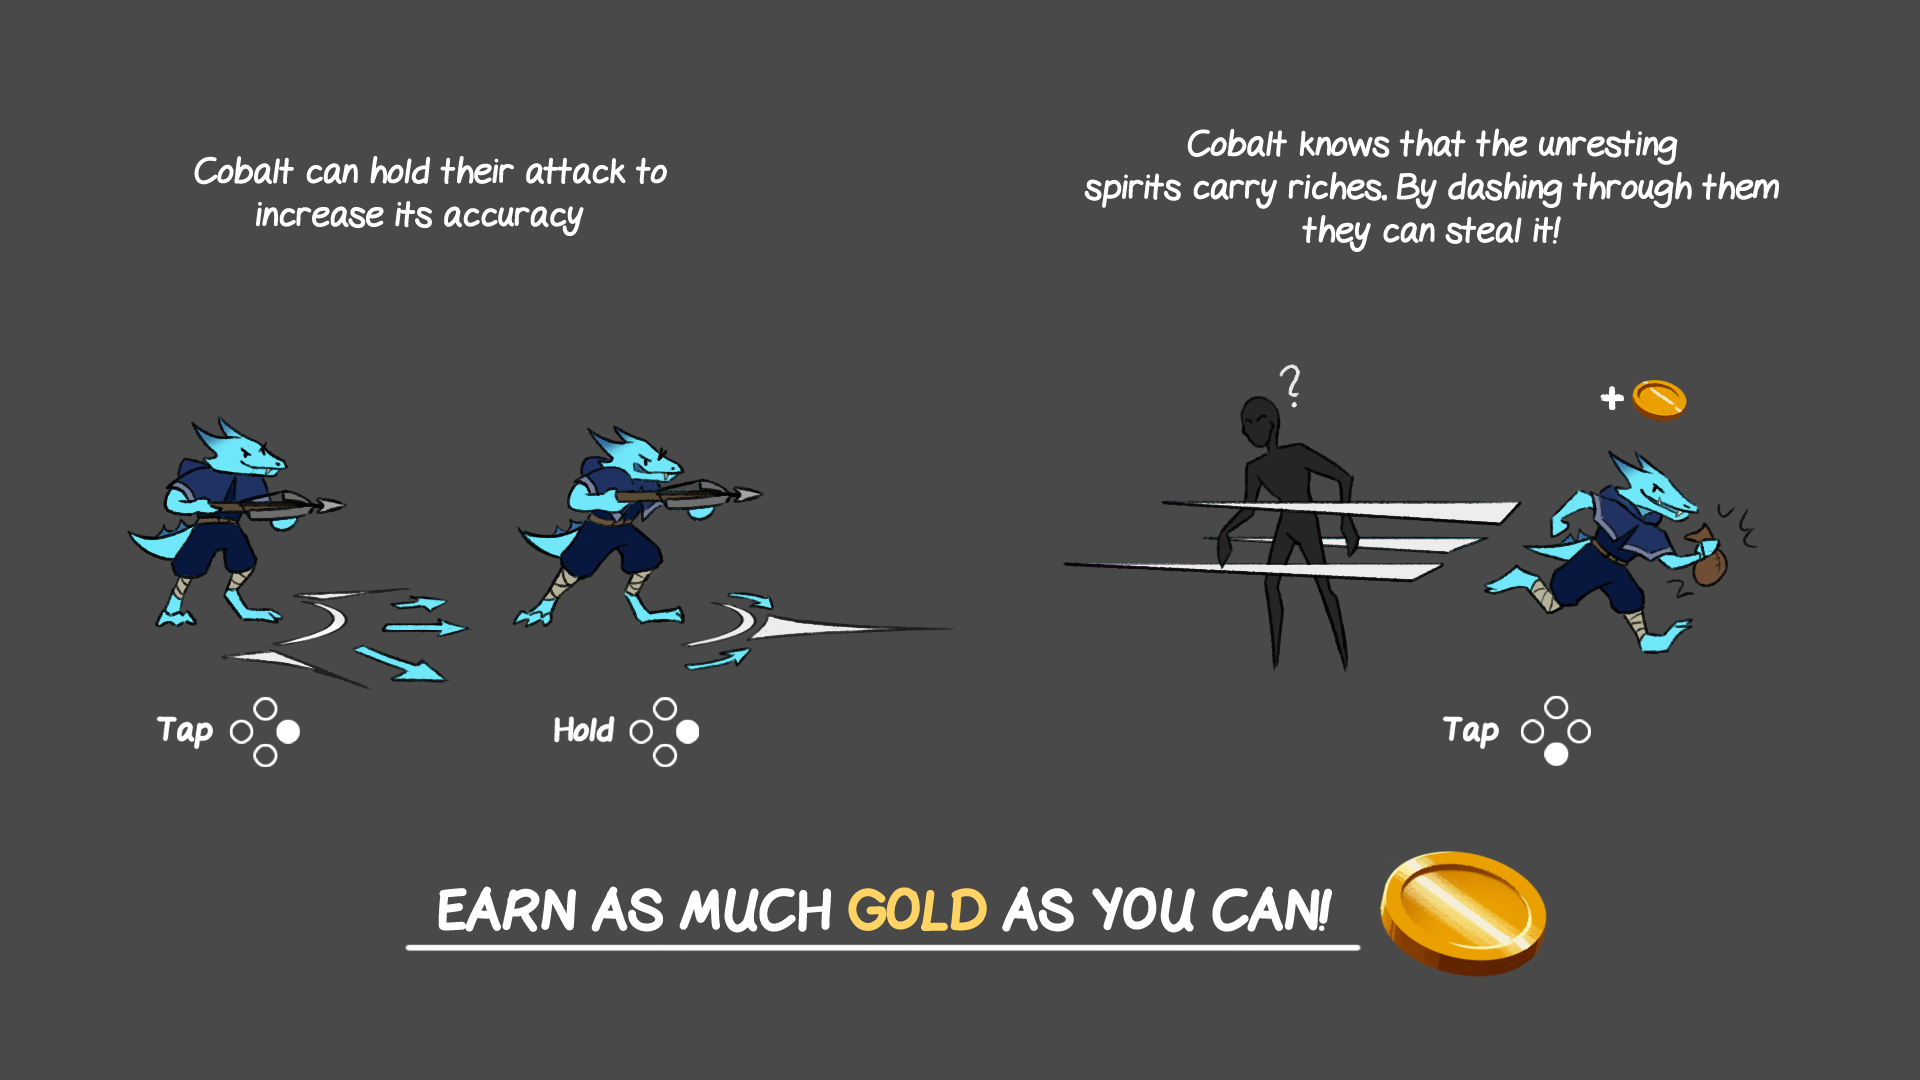 Cobalt can hold their attack to
increase its accuracy
Cobalt knows that the unresting
spirits carry riches. By dashing through them
they can steal it!
?
+
Tap
Hold
Tap
EARN AS MUCH GOLD AS YOU CAN!